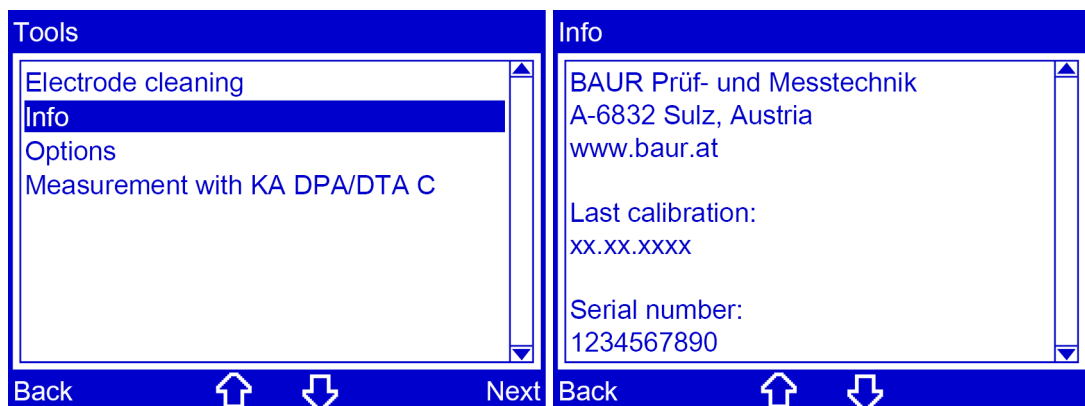 Tools
Electrode cleaning
Info
Options
Measurement with KA DPA/DTA C
Back
Next
Info
BAUR Prüf- und Messtechnik
A-6832 Sulz, Austria
www.baur.at
Last calibration:
xx.xx.xxxx
Serial number:
1234567890
Back